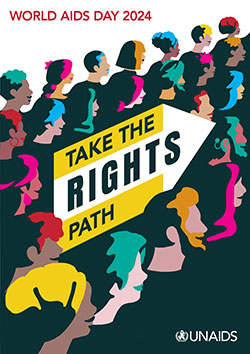 WORLD AIDS DAY 2024
TAKE THE
RIGHTS
PATH
UNAIDS